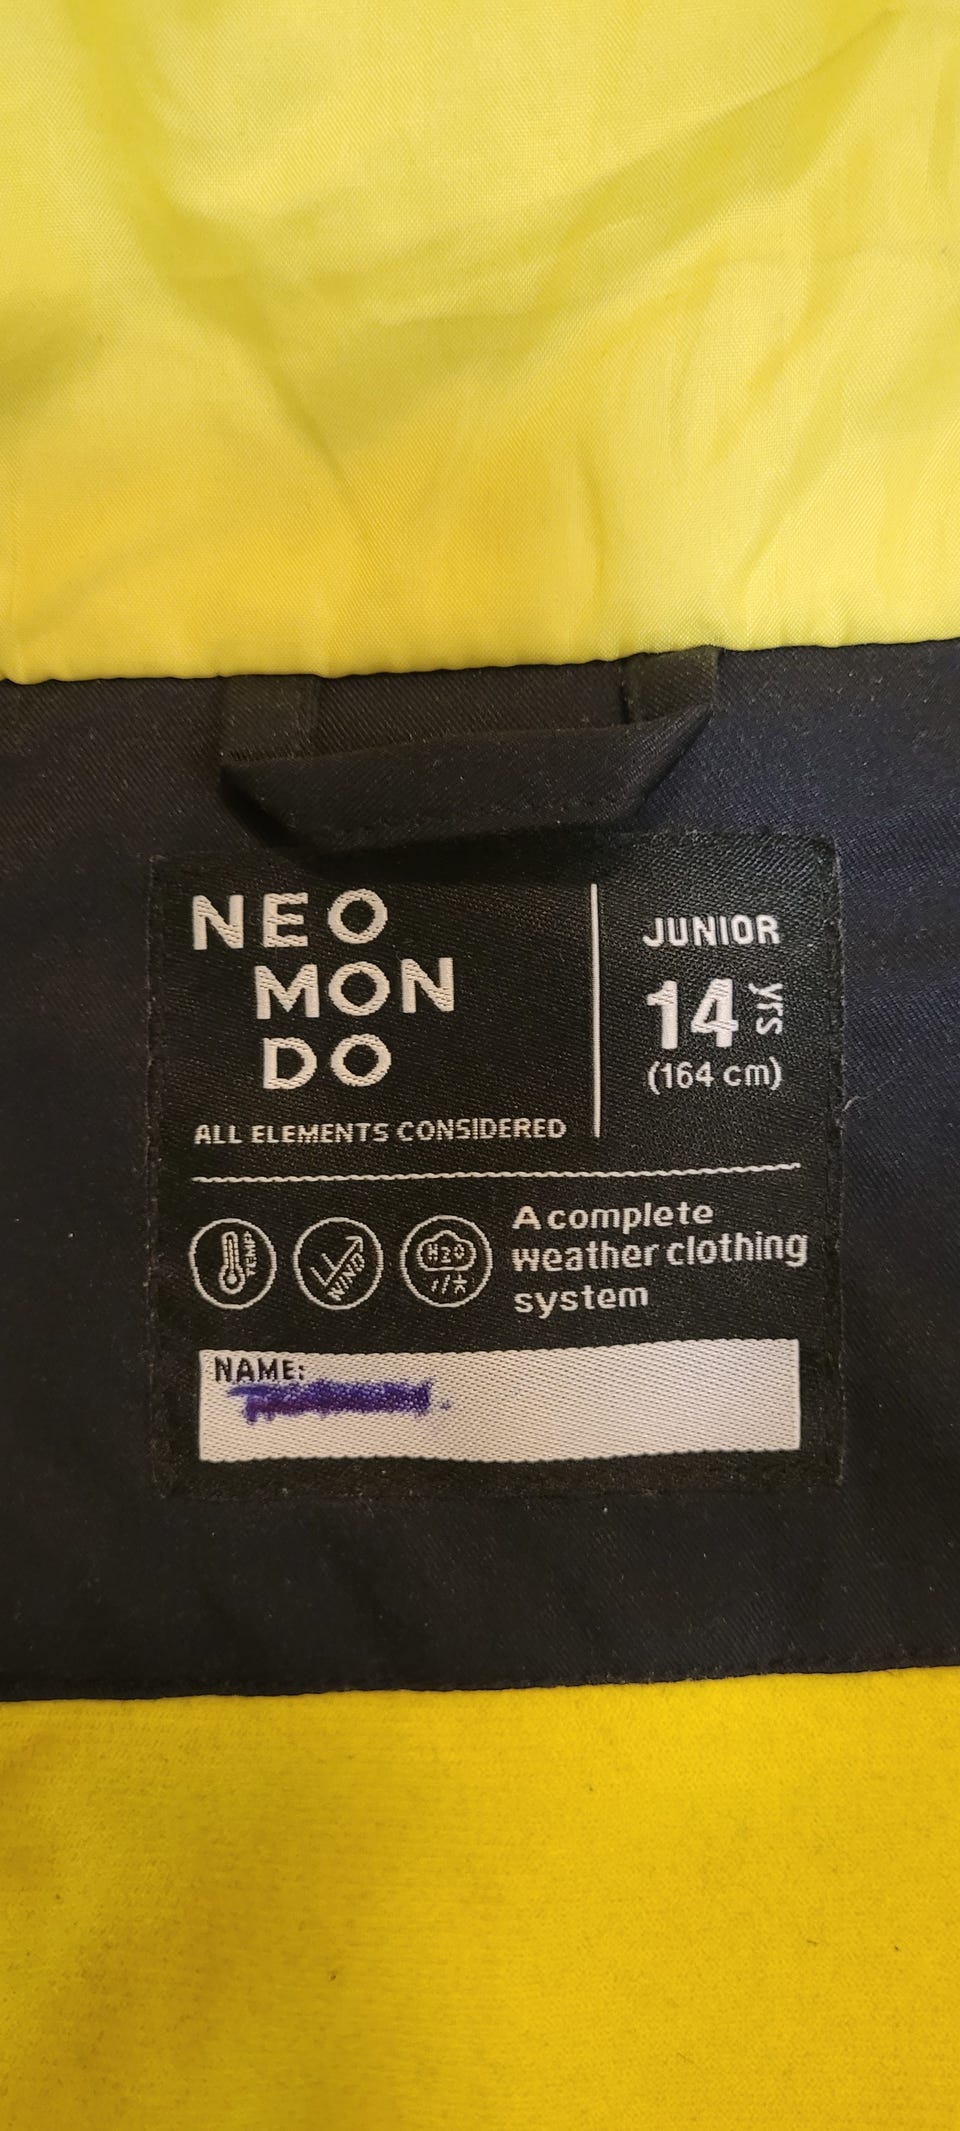 NEO
MON
DO
ALL ELEMENTS CONSIDERED
JUNIOR
14 yrs
(164 cm)
TEMP
WIND
H2O
A complete
weather clothing
system
NAME: